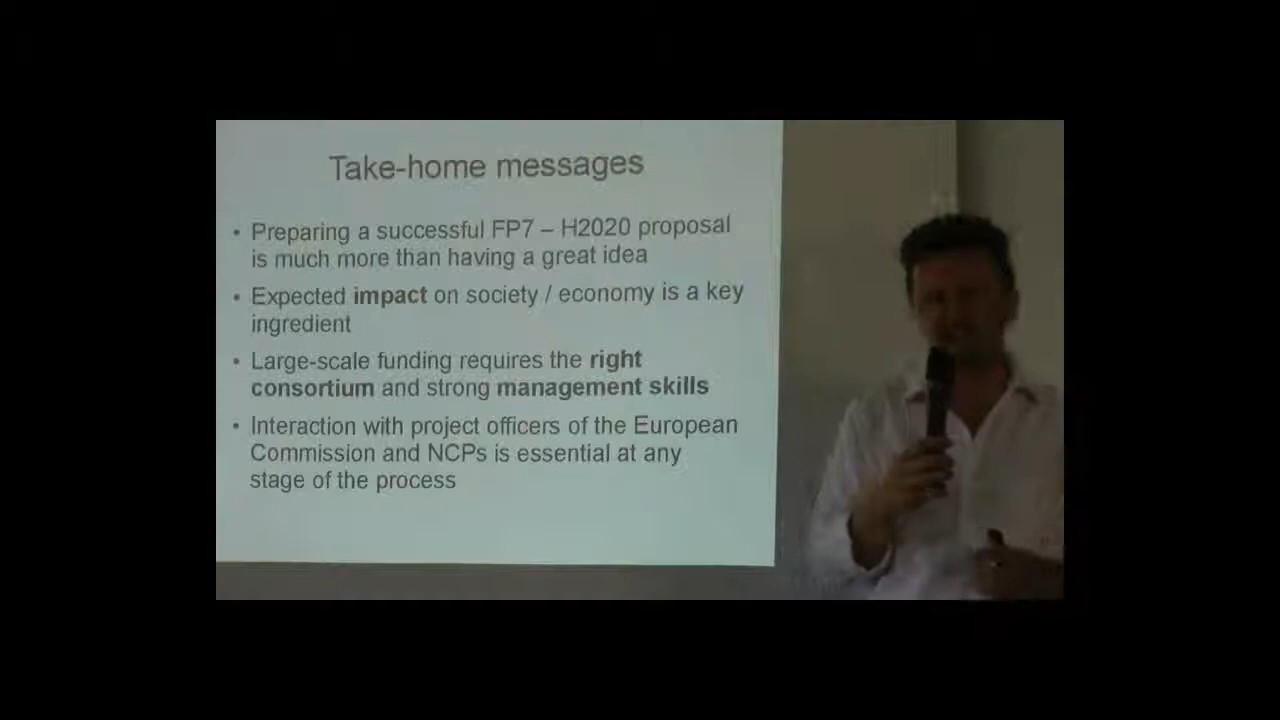 Take-home messages
• Preparing a successful FP7 – H2020 proposal
is much more than having a great idea
• Expected impact on society / economy is a key
ingredient
• Large-scale funding requires the right
consortium and strong management skills
• Interaction with project officers of the European
Commission and NCPs is essential at any
stage of the process